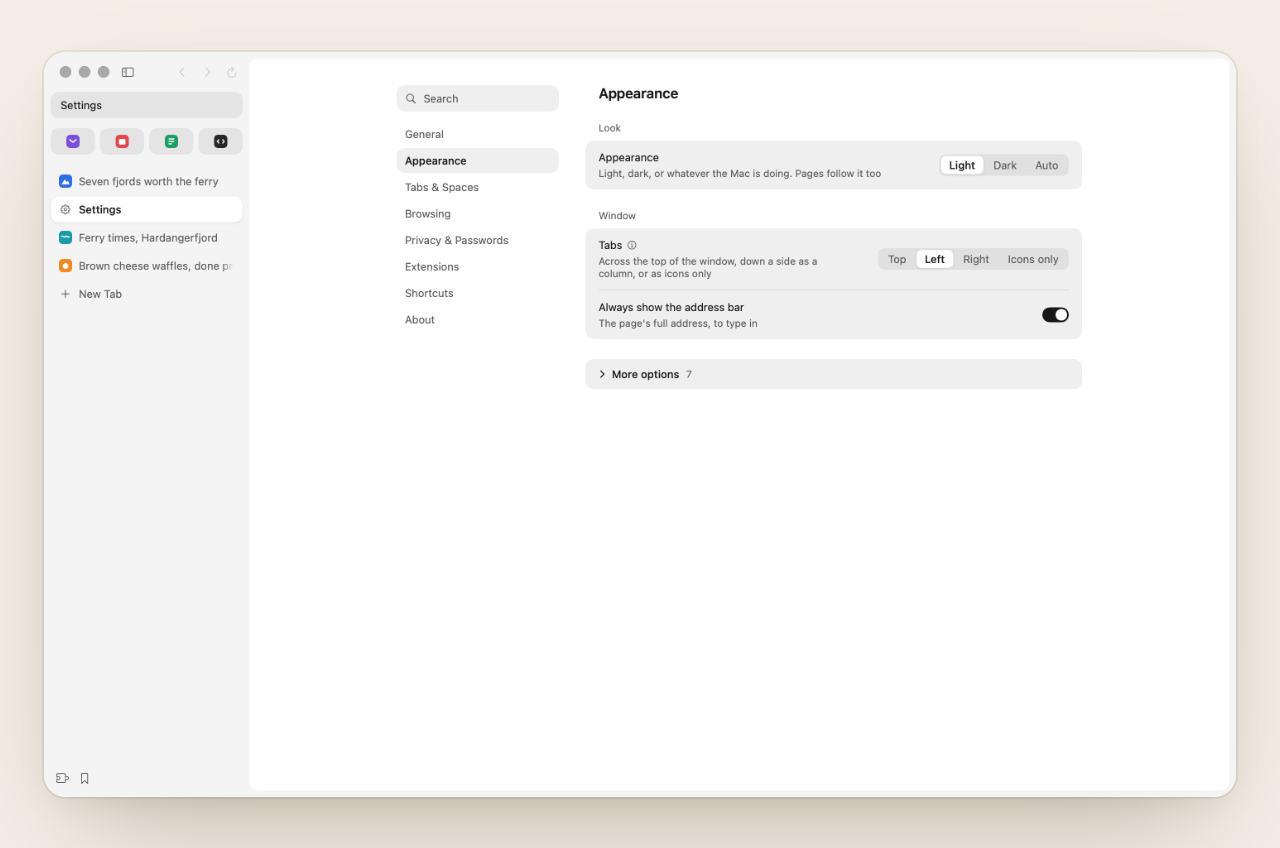 Settings
Seven fjords worth the ferry
Settings
Ferry times, Hardangerfjord
Brown cheese waffles, done
New Tab
Search
General
Appearance
Tabs & Spaces
Browsing
Privacy & Passwords
Extensions
Shortcuts
About
Appearance
Look
Appearance
Light, dark, or whatever the Mac is doing. Pages follow it too
Light Dark Auto
Window
Tabs
Across the top of the window, down a side as a
column, or as icons only
Top Left Right Icons only
Always show the address bar
The page's full address, to type in
More options 7